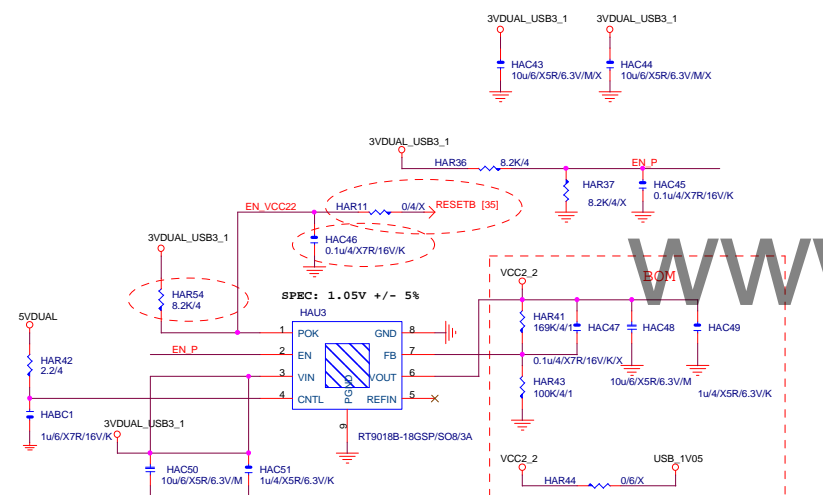 3VDUAL_USB3_1
3VDUAL_USB3_1
HAC43
10u/6/X5R/6.3V/M/X
HAC44
10u/6/X5R/6.3V/M/X
3VDUAL_USB3_1
HAR36
8.2K/4
EN_P
HAR37
8.2K/4/X
HAC45
0.1u/4/X7R/16V/K
EN_VCC22
HAR11
0/4/X
RESETB [35]
HAC46
0.1u/4/X7R/16V/K
3VDUAL_USB3_1
HAR54
8.2K/4
WWW
VCC2_2
BOM
SPEC: 1.05V +/- 5%
HAU3
5VDUAL
HAR42
2.2/4
HABC1
1u/6/X7R/16V/K
EN_P
1
POK
GND
8
2
EN
FB
7
3
VIN
VOUT
6
4
CNTL
REFIN
5
PGND
9
RT9018B-18GSP/SO8/3A
HAR41
169K/4/1
HAC47
0.1u/4/X7R/16V/K/X
HAC48
10u/6/X5R/6.3V/M
HAC49
1u/4/X5R/6.3V/K
HAR43
100K/4/1
3VDUAL_USB3_1
HAC50
10u/6/X5R/6.3V/M
HAC51
1u/4/X5R/6.3V/K
VCC2_2
HAR44
0/6/X
USB_1V05